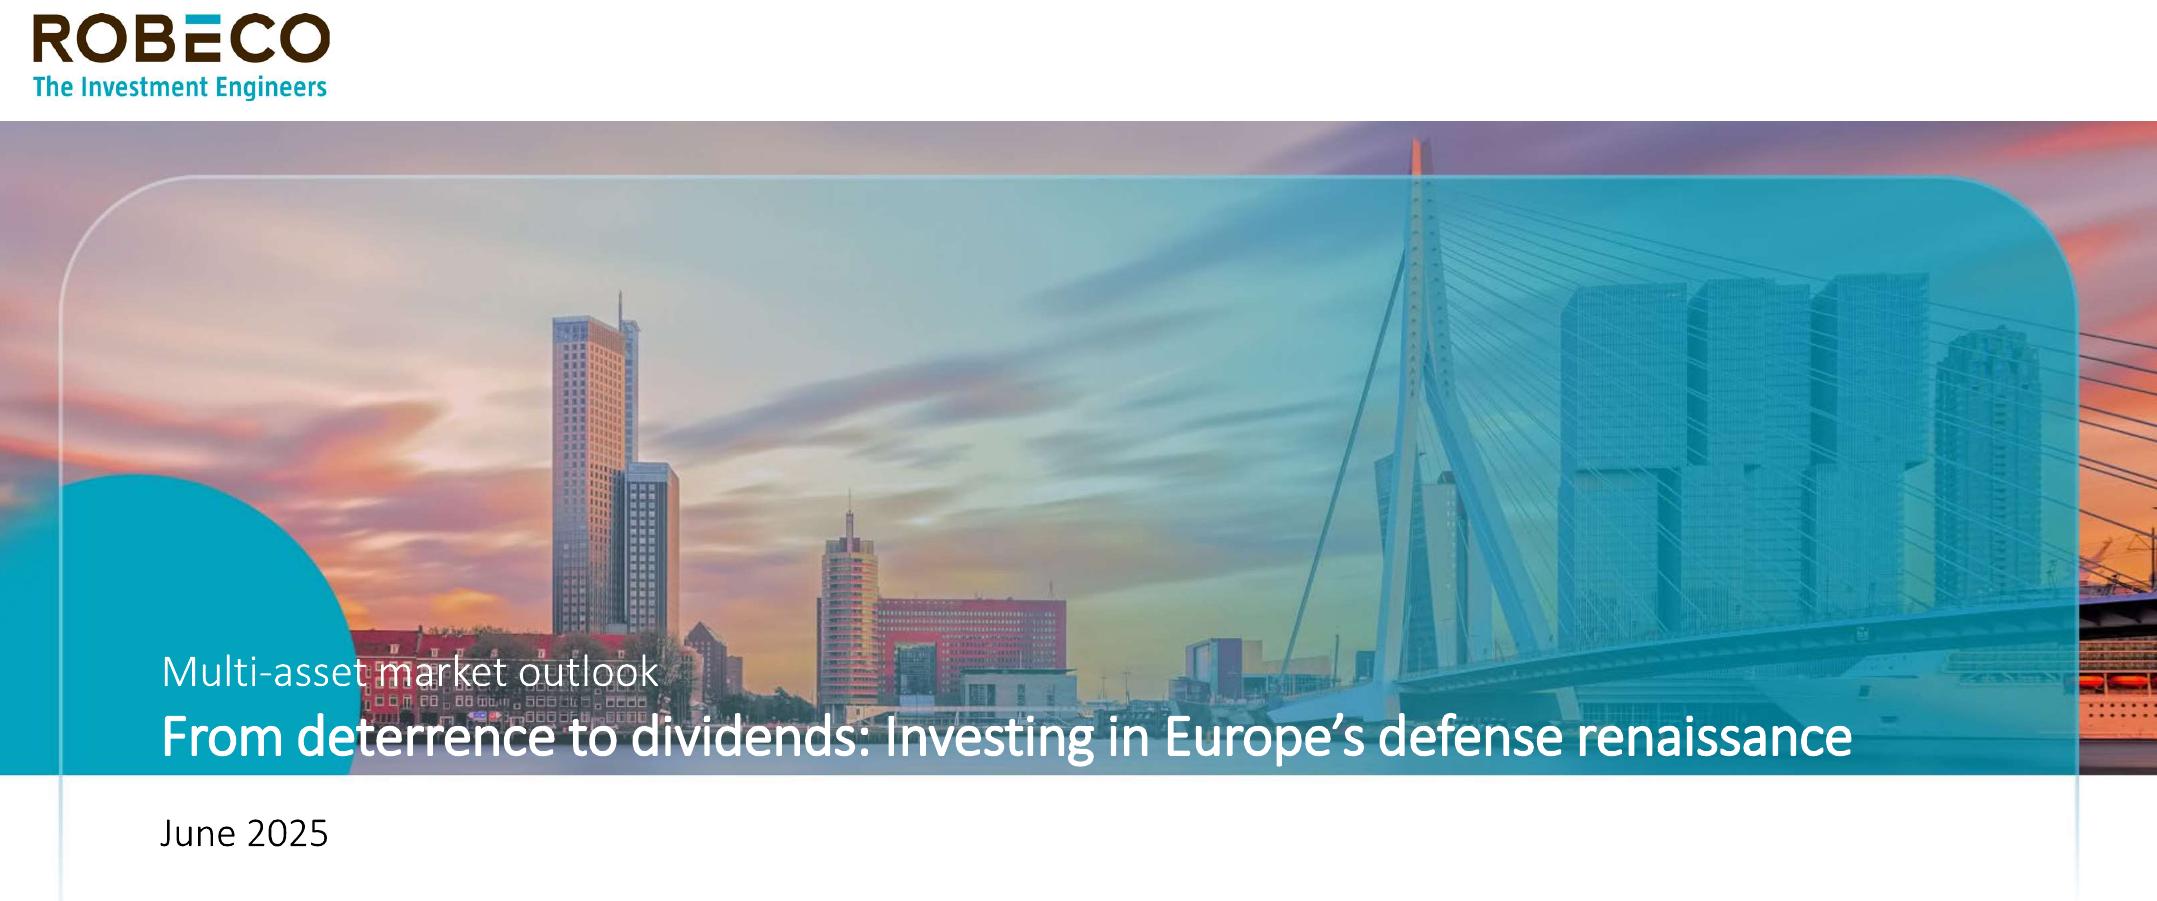 ROBECO
The Investment Engineers
Multi-asset market outlook
From deterrence to dividends: Investing in Europe’s defense renaissance
June 2025